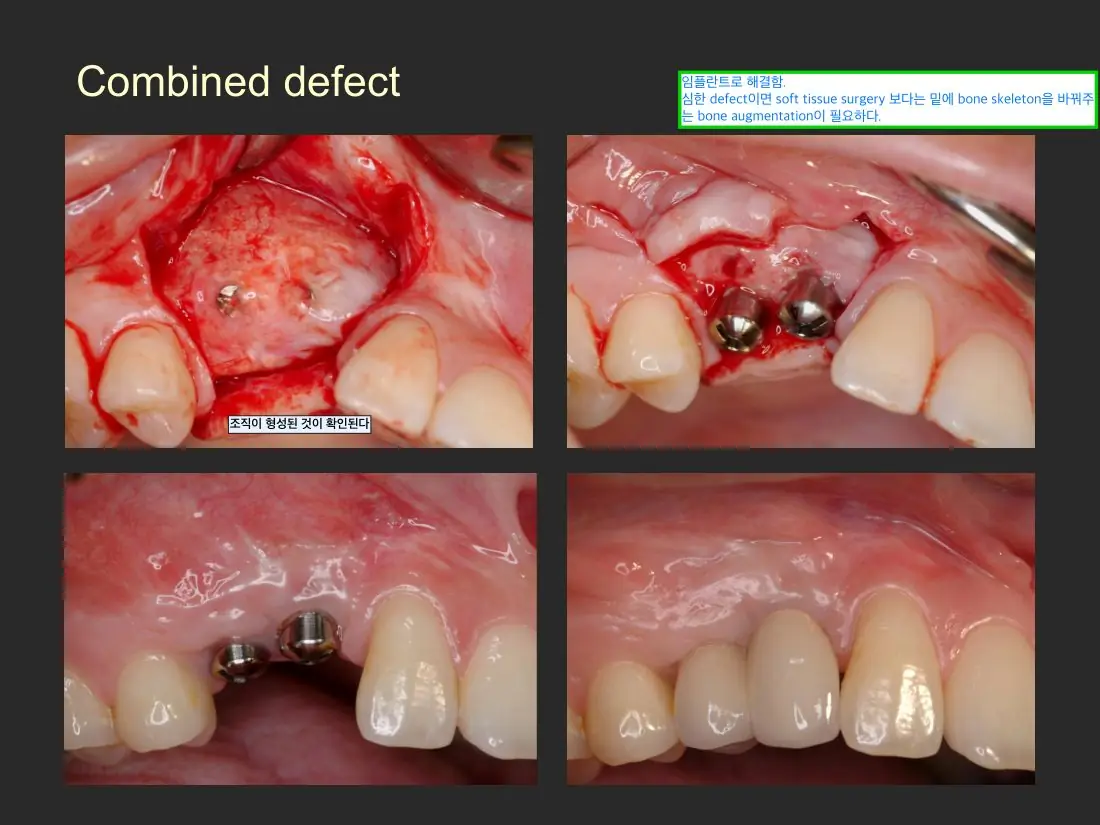 Combined defect
임플란트로 해결함.
심한 defect이면 soft tissue surgery 보다는 밑에 bone skeleton을 바꿔주
는 bone augmentation이 필요하다.
조직이 형성된 것이 확인된다